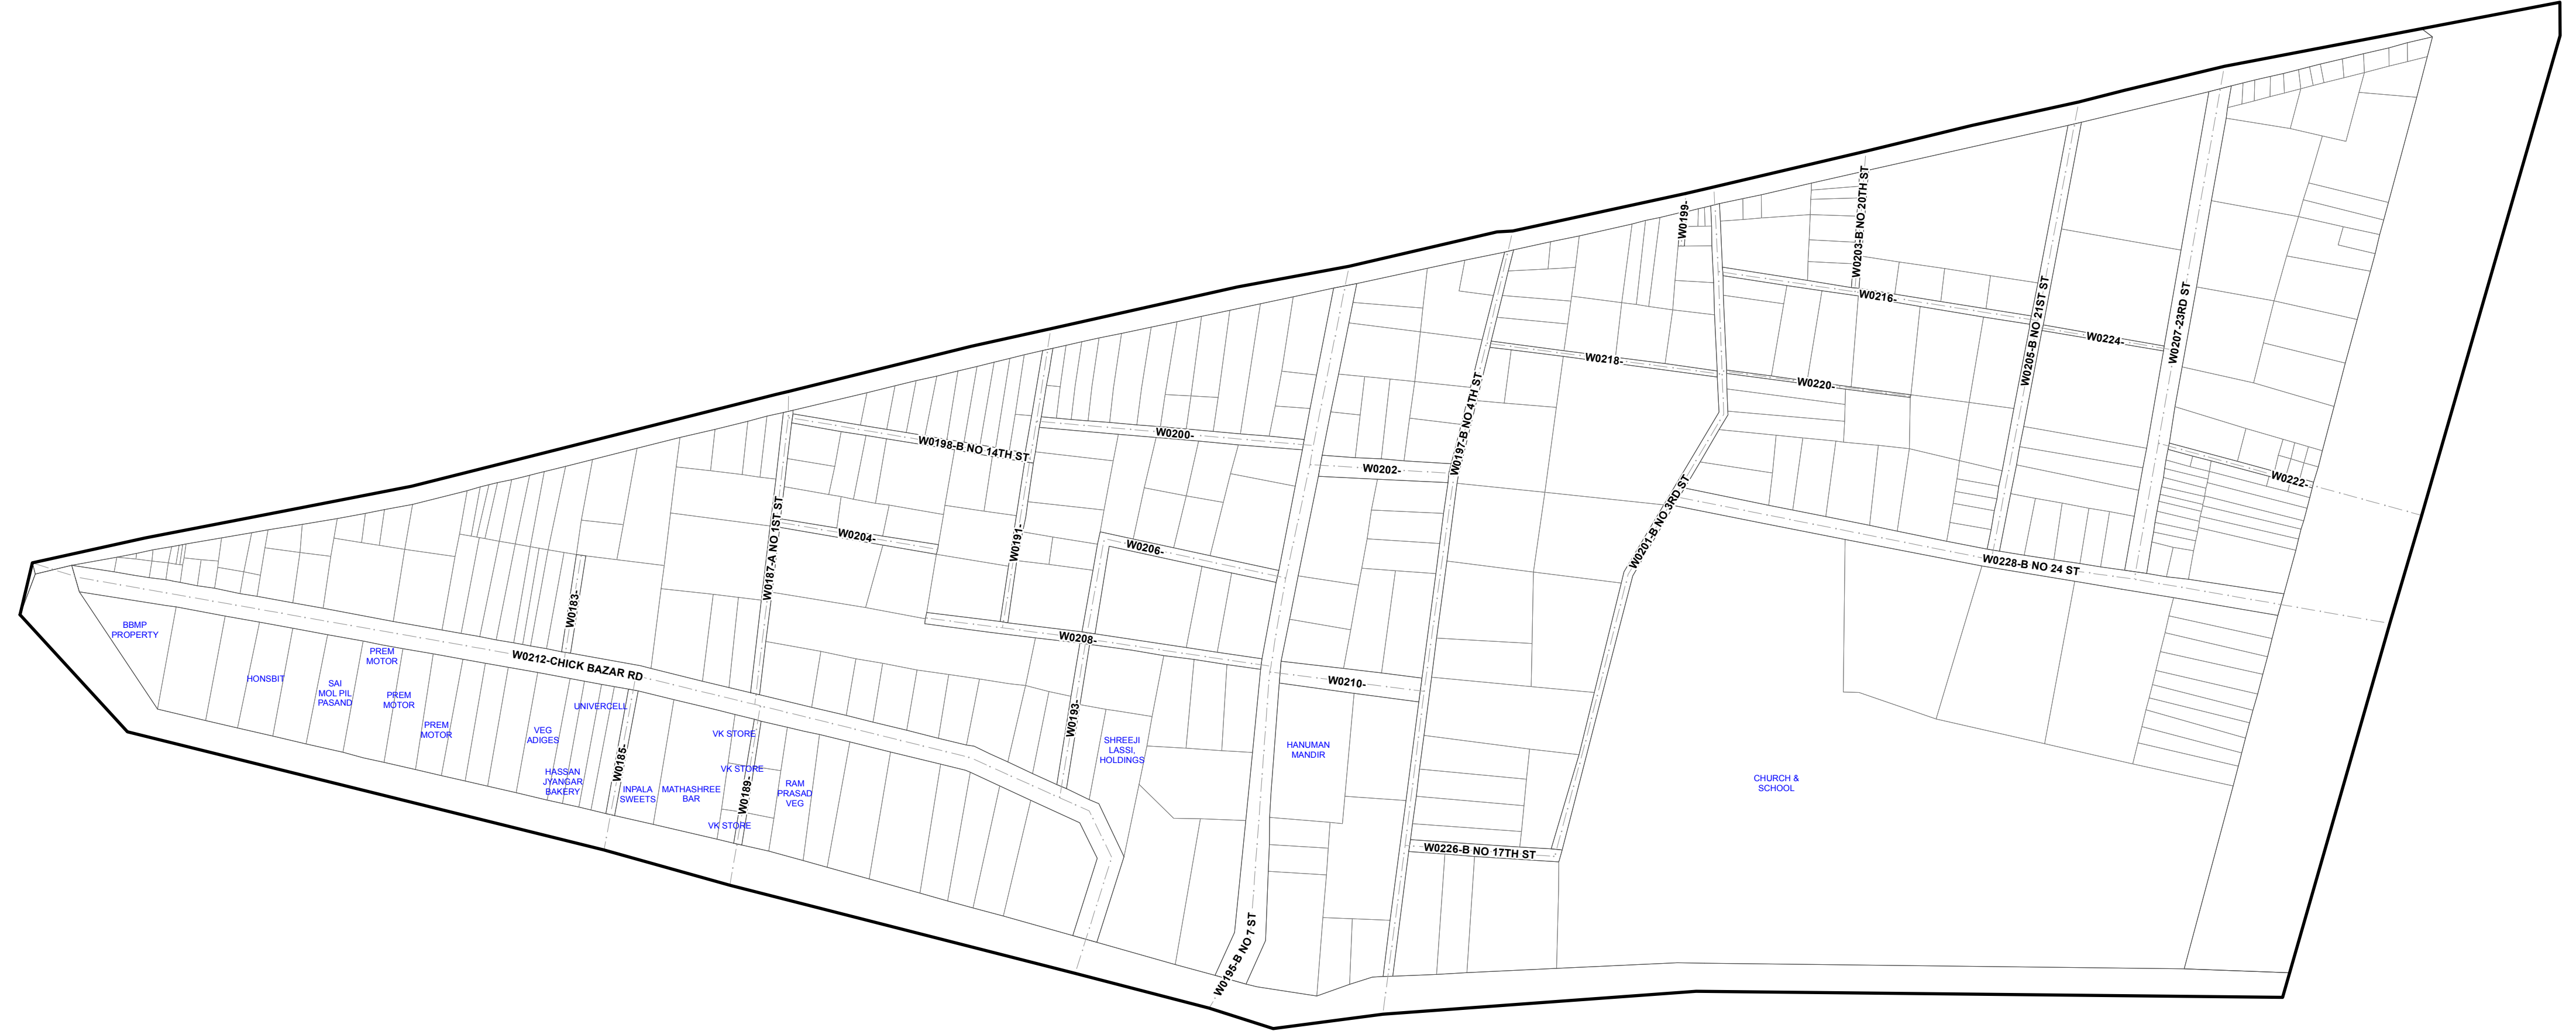 W0199-
W0203-B NO 20TH ST
W0216-
W0205-B NO 21ST ST
W0224-
W0207-23RD ST
W0218-
W0220-
W0197-B NO 4TH ST
W0198-B NO 14TH ST
W0200-
W0202-
W0222-
W0187-A NO 1ST ST
W0204-
W0191-
W0206-
W0201-B NO 3RD ST
W0228-B NO 24 ST
W0183-
W0208-
BBMP
PROPERTY
W0212-CHICK BAZAR RD
PREM
MOTOR
HONSBIT
SAI
MOL PIL
PASAND
PREM
MOTOR
W0210-
UNIVERCELL
PREM
MOTOR
VEG
ADIGES
VK STORE
W0193-
SHREEJI
LASSI,
HOLDINGS
HANUMAN
MANDIR
W0185-
HASSAN
JYANGAR
BAKERY
VK STORE
INPALA
SWEETS
MATHASHREE
BAR
W0189-
RAM
PRASAD
VEG
CHURCH &
SCHOOL
VK STORE
W0226-B NO 17TH ST
W0195-B NO 7 ST